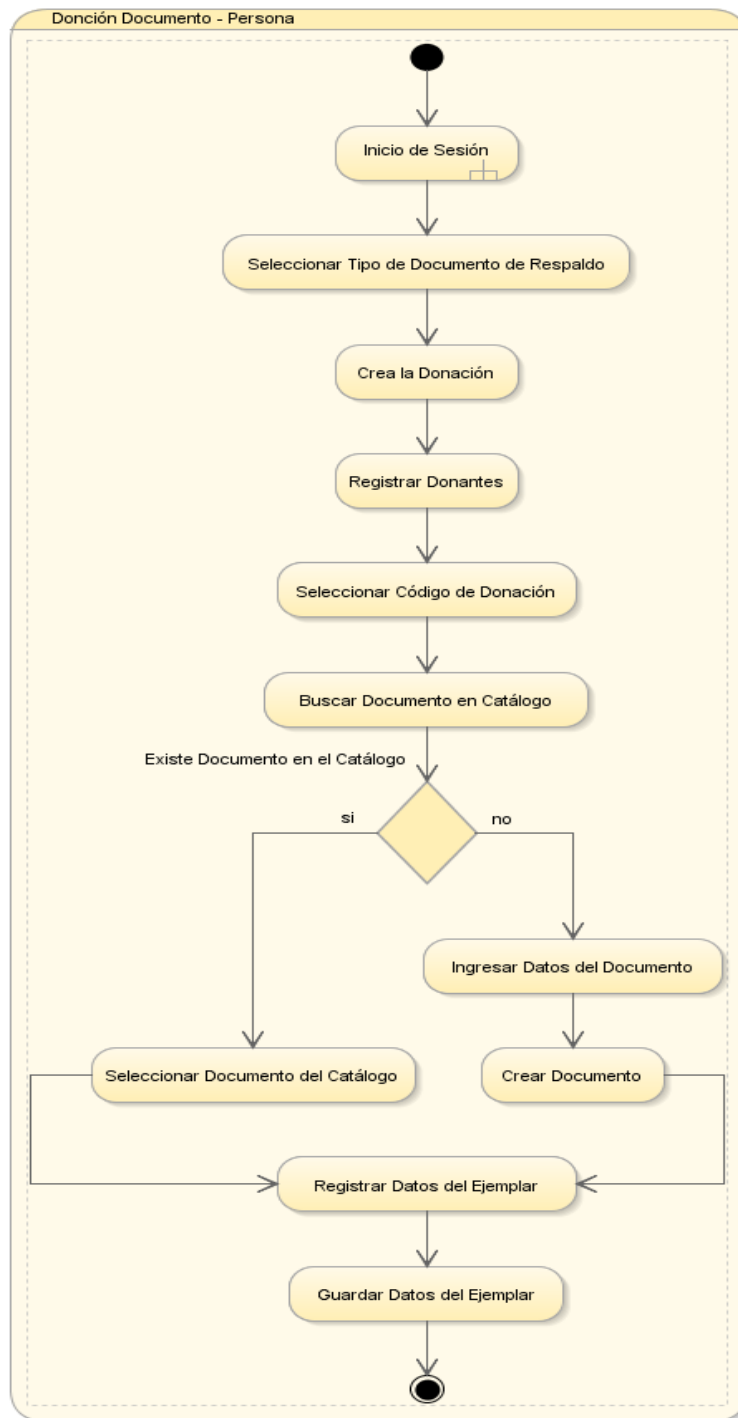 Donción Documento - Persona
Inicio de Sesión
Seleccionar Tipo de Documento de Respaldo
Crea la Donación
Registrar Donantes
Seleccionar Código de Donación
Buscar Documento en Catálogo
Existe Documento en el Catálogo
si
no
Ingresar Datos del Documento
Seleccionar Documento del Catálogo
Crear Documento
Registrar Datos del Ejemplar
Guardar Datos del Ejemplar